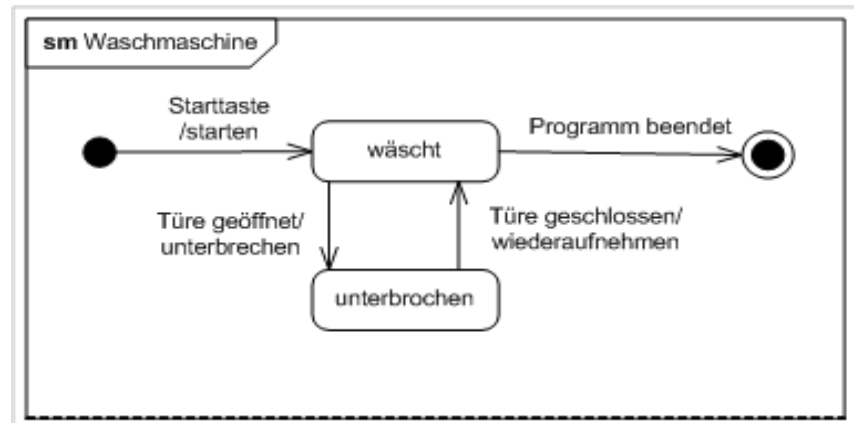 sm Waschmaschine
Starttaste
/starten
wäscht
Programm beendet
Türe geöffnet/
unterbrechen
Türe geschlossen/
wiederaufnehmen
unterbrochen